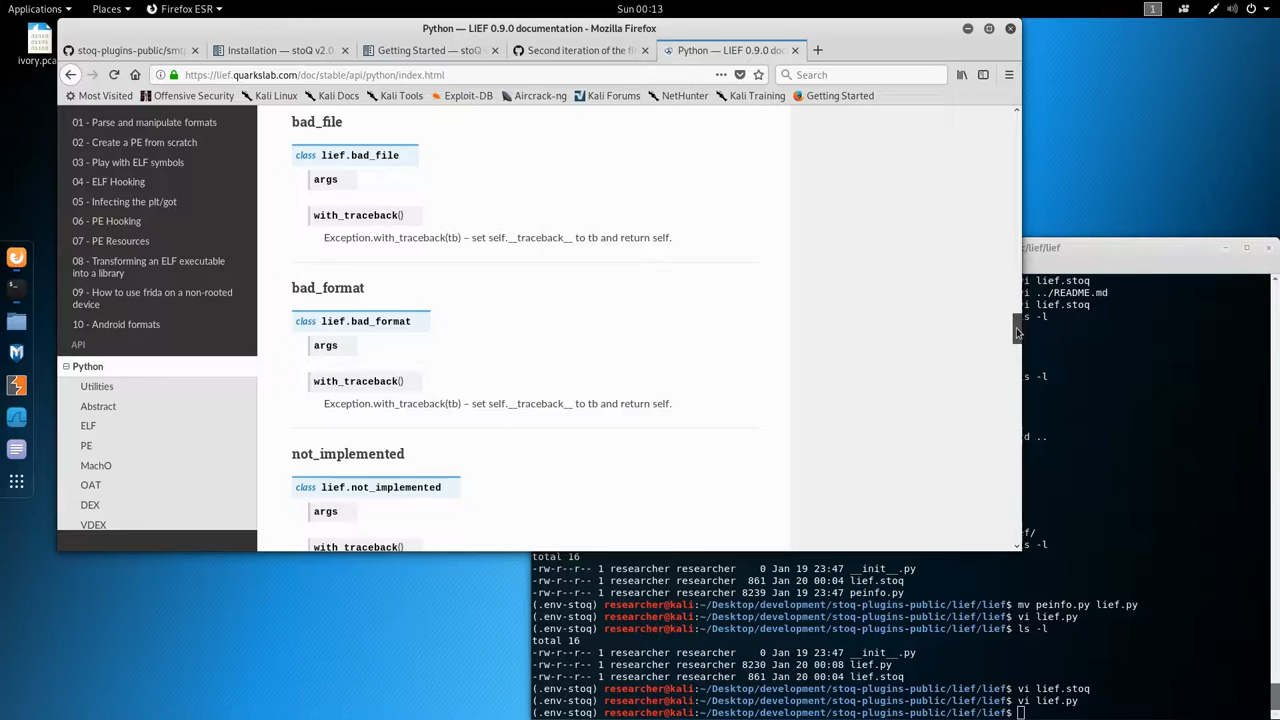 Applications
Places
Firefox ESR
Sun 00:13
1
ivory.pca
Python — LIEF 0.9.0 documentation - Mozilla Firefox
stoq-plugins-public/smt
Installation — stoQ v2.0
Getting Started — stoQ
Second iteration of the fi
Python — LIEF 0.9.0 doc
https://lief.quarkslab.com/doc/stable/api/python/index.html
Search
Most Visited
Offensive Security
Kali Linux
Kali Docs
Kali Tools
Exploit-DB
Aircrack-ng
Kali Forums
NetHunter
Kali Training
Getting Started
01 - Parse and manipulate formats
02 - Create a PE from scratch
03 - Play with ELF symbols
04 - ELF Hooking
05 - Infecting the plt/got
06 - PE Hooking
07 - PE Resources
08 - Transforming an ELF executable
into a library
09 - How to use frida on a non-rooted
device
10 - Android formats
API
Python
Utilities
Abstract
ELF
PE
MachO
OAT
DEX
VDEX
bad_file
class lief.bad_file
args
with_traceback()
Exception.with_traceback(tb) – set self.__traceback__ to tb and return self.
bad_format
class lief.bad_format
args
with_traceback()
Exception.with_traceback(tb) – set self.__traceback__ to tb and return self.
not_implemented
class lief.not_implemented
args
with_traceback()
c/lief/lief
vi lief.stoq
vi ../README.md
vi lief.stoq
ls -l
ls -l
cd ..
ef/
ls -l
total 16
-rw-r--r-- 1 researcher researcher    0 Jan 19 23:47 __init__.py
-rw-r--r-- 1 researcher researcher  861 Jan 20 00:04 lief.stoq
-rw-r--r-- 1 researcher researcher 8239 Jan 19 23:47 peinfo.py
(.env-stoq) researcher@kali:~/Desktop/development/stoq-plugins-public/lief/lief$ mv peinfo.py lief.py
(.env-stoq) researcher@kali:~/Desktop/development/stoq-plugins-public/lief/lief$ vi lief.py
(.env-stoq) researcher@kali:~/Desktop/development/stoq-plugins-public/lief/lief$ ls -l
total 16
-rw-r--r-- 1 researcher researcher    0 Jan 19 23:47 __init__.py
-rw-r--r-- 1 researcher researcher 8230 Jan 20 00:08 lief.py
-rw-r--r-- 1 researcher researcher  861 Jan 20 00:04 lief.stoq
(.env-stoq) researcher@kali:~/Desktop/development/stoq-plugins-public/lief/lief$ vi lief.stoq
(.env-stoq) researcher@kali:~/Desktop/development/stoq-plugins-public/lief/lief$ vi lief.py
(.env-stoq) researcher@kali:~/Desktop/development/stoq-plugins-public/lief/lief$